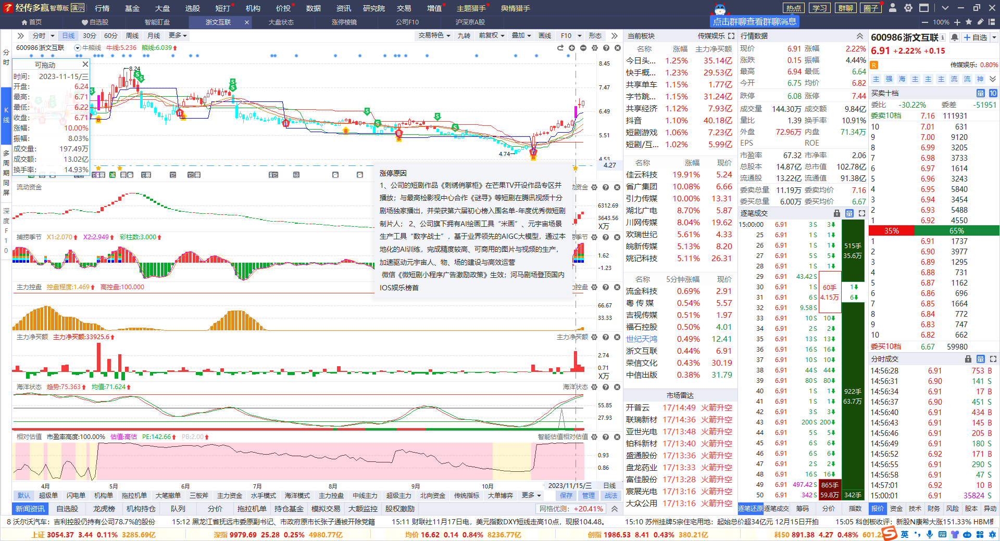 经传多赢 智尊版 演示 行情 基金 大盘 选股 短打 机构 价投 数据 资讯 研究院 交易 增值 主题猎手 舆情猎手 热点 学习 群聊 圈子
首页 自选股 智能盯盘 浙文互联 大盘状态 涨停棱镜 公司F10 沪深京A股 点击群聊查看群聊消息 100%
分时 日线 30分 60分 周线 月线 更多 交易特色 九转 前复权 叠加 画线 F10 形态
600986 浙文互联 牛熊线 牛线:5.236 熊线:6.039
可拖动
时间: 2023-11-15/三
开盘: 6.24
最高: 6.71
最低: 6.22
收盘: 6.71
涨幅: 10.00%
振幅: 8.03%
成交量: 197.49万
成交额: 13.02亿
换手率: 14.93%
分时
K线
多周期同屏
深度F10
8.24
4.74
8.45
7.47
6.49
5.51
4.53
4.27
涨停原因
1、公司的短剧作品《刺绣俏掌柜》在芒果TV开设作品专区并
播放；与最高检影视中心合作《谜寻》等短剧在腾讯视频十分
剧场独家播出，并荣获第六届初心榜入围名单-年度优秀微短剧
制片人； 2、公司旗下拥有AI绘画工具“米画”、元宇宙场景
生产工具“数字战士”，基于业界领先的AIGC大模型，通过本
地化的AI训练，完成精度较高、可商用的图片与视频的生产，
加速驱动元宇宙人、物、场的建设与高效运营
微信《微短剧小程序广告激励政策》生效；河马剧场登顶国内
IOS娱乐榜首
流动资金
6312.69
3643.56
X万
捕捞季节 X1:2.070 X2:2.949 彩柱数:3.000
1.62
-1.23
主力控盘 控盘程度:1.469 高控盘:100.000
66.67
33.33
主力净买额 主力净买额:33925.6 主力净买额
2.74
0.71
X万
海洋状态 趋势:75.363 均值:71.624 海洋状态
55.85
27.93
相对估值 市盈率高度:100.00% 估值:高估 PE:142.66 PB:2.00 智能估值相对估值
0.93
0.86
4月 5月 6月 7月 8月 9月 10月 2023/11/15/三 日线
默认 超级单 闪电单 机构单 拖拉机单 大笔撤单 三板斧 主力资金 水手模式 海洋模式 主力控盘 中线主力 超级主力 北向资金 传统指标 大单博弈 更多 保存 管理 战法
新闻资讯 自选股 龙虎榜 机构持仓 队列 分价 拖拉机单 持仓基金 模拟交易 大额监控 股权激励 网格优测: +20.41%
当前板块 传媒娱乐
名称 涨幅 主力净买额
今日头... 1.25% 35.14亿
快手概... 1.23% 29.53亿
共享单车 1.15% 1.77亿
字节跳... 1.15% 31.24亿
共享经济 1.12% 7.93亿
抖音 1.10% 40.18亿
短剧游戏 1.06% 7.23亿
短剧/互... 1.02% 5.99亿
名称 涨幅 现价
佳云科技 19.91% 5.24
省广集团 10.08% 6.66
引力传媒 10.00% 13.31
湖北广电 8.70% 5.87
川网传媒 8.04% 19.62
欢瑞世纪 5.61% 4.33
皖新传媒 5.13% 8.20
姚记科技 5.11% 26.31
名称 5分钟涨幅 现价
流金科技 0.69% 2.91
粤 传 媒 0.54% 5.57
吉视传媒 0.51% 1.97
福石控股 0.50% 4.01
世纪天鸿 0.49% 12.41
浙文互联 0.44% 6.91
荣信文化 0.43% 30.19
中信出版 0.38% 31.79
市场雷达
开普云 17/14:49 火箭升空
联瑞新材 17/14:36 火箭升空
亚世光电 17/13:48 火箭升空
铂科新材 17/13:40 火箭升空
盛通股份 17/13:36 火箭升空
盘龙药业 17/13:33 火箭升空
富佳股份 17/13:28 火箭升空
宸展光电 17/13:16 火箭升空
大众公用 17/13:16 火箭升空
行情数据
现价 6.91 涨幅 2.22%
涨跌 0.15 振幅 4.44%
最高 6.94 最低 6.64
今开 6.75 均价 6.82
跌停 6.08 涨停 7.44
成交量 144.30万 成交额 9.84亿
量比 1.39 换手率 10.91%
外盘 72.96万 内盘 71.34万
EPS ROE
市盈率 67.32 市净率 2.06
总股本 14.87亿 总市值 102.78亿
流通股 13.22亿 流通值 91.38亿
委卖总量 11.19万 委卖均价 7.16
委买总量 6.00万 委买均价 6.67
逐笔成交 量
15:00:00 6.91 3 S 3
25 6.91 1 S 1
26 6.91 1 S 1
27 6.91 5 S 5
28 6.91 1 S 1
29 6.91 43.42 S
30 6.91 1 S 1
31 6.91 6 S 6
32 6.91 9.58 S
33 6.91 10 S 10
34 6.91 2 S 2
35 6.91 13 S 13
36 6.91 16 S 16
37 6.91 10 S 10
38 6.91 44 S 44
39 6.91 80 S 80
40 6.91 1 S 1
41 6.91 1 S 1
42 6.91 3 S 3
43 6.91 200 S 200
44 6.91 5 S 5
45 6.91 6 S 6
46 6.91 6 S 6
47 6.91 2 S 2
48 6.91 16 S 16
49 6.91 497.42 S
50 6.91 342 S
515手
35.6万
60手
4.15万
922手
63.7万
865手
59.8万
342手
逐笔还原 逐笔成交 筹码 分价 指数
600986 浙文互联 自选
6.91 +2.22% +0.15
R 传媒娱乐: 0.80%
主 强 海 主 主 主 流 流 神
买卖十档 量 10
委比 -30.22% 委差 -51951
委卖10档 7.16 111931
10 7.01 631
9 7.00 9120
8 6.99 3205
7 6.98 3733
6 6.97 1614
5 6.96 3243
4 6.95 5840
3 6.94 3454
2 6.93 5488
1 6.92 4550
35% 65%
1 6.91 1737
2 6.90 3977
3 6.89 1295
4 6.88 731
5 6.87 1162
6 6.86 696
7 6.85 1664
8 6.84 772
9 6.83 747
10 6.82 662
委买10档 6.67 59980
分时成交 量
14:56:28 6.91 753 B
14:56:31 6.90 141 S
14:56:34 6.91 17 B
14:56:37 6.90 451 S
14:56:40 6.91 434 B
14:56:43 6.91 145 B
14:56:46 6.91 205 B
14:56:49 6.91 180 S
14:56:52 6.92 171 B
14:56:55 6.91 290 S
14:56:58 6.91 47 S
14:57:01 6.92 10 B
15:00:01 6.91 35824 S
报价 资金 技术 财务 风险 股本 异动
8 沃尔沃汽车：吉利控股仍持有公司78.7%的股份 15:12 黑龙江省抚远市委原副书记、市政府原市长张子通被开除党籍 15:11 财联社11月17日电，美元指数DXY短线走高10点，现报104.48。 15:10 苏州挂牌5宗住宅用地：起始总价超34亿元 12月15日开拍 15:05 科创板收评：新股N康希大涨151.33% HBM
上证 3054.37 3.44 0.11% 3285.69亿 深指 9979.69 25.28 0.25% 4980.77亿 均价 16.62 0.14 0.84% 8236.77亿 创指 1986.53 8.41 0.43% 380.21亿 科50 891.38 4.27 0.48% 601.2 英